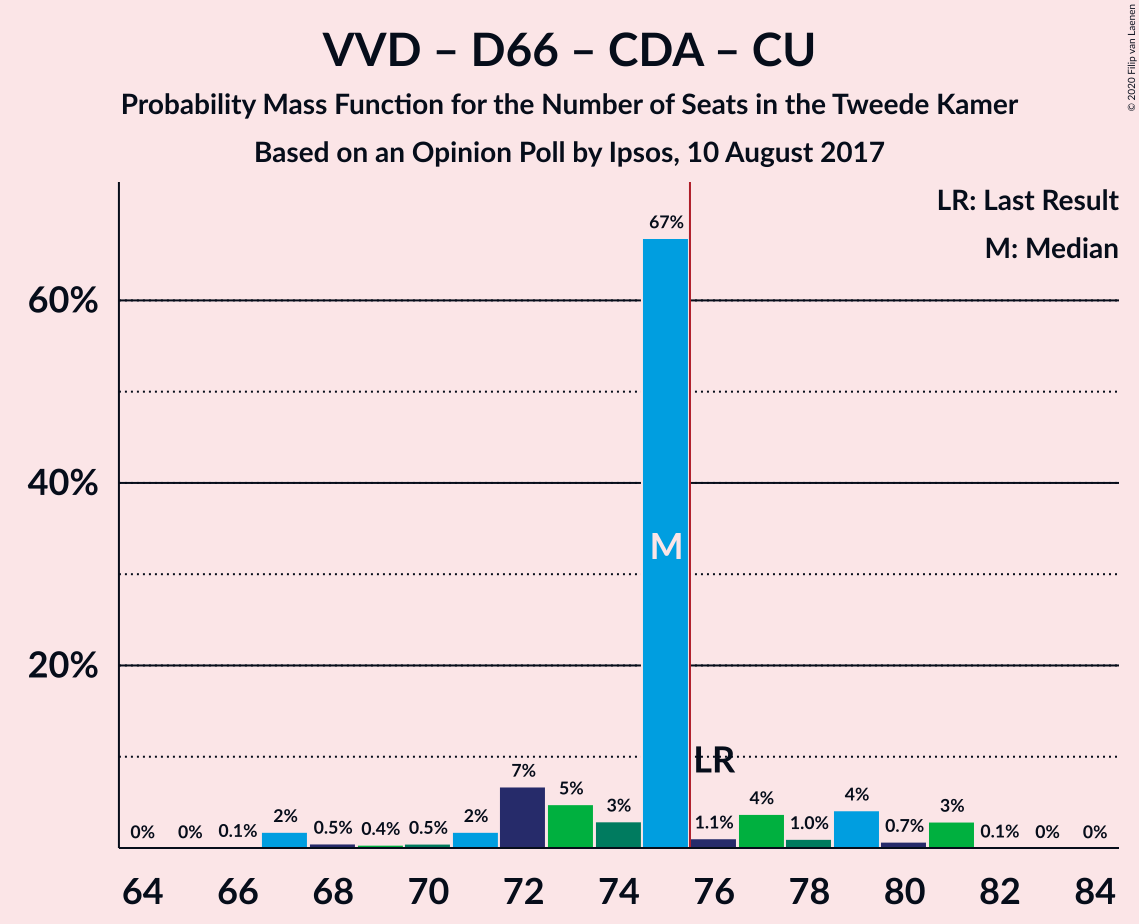 VVD – D66 – CDA – CU
Probability Mass Function for the Number of Seats in the Tweede Kamer
Based on an Opinion Poll by Ipsos, 10 August 2017
© 2020 Filip van Laenen
LR: Last Result
M: Median
60%
40%
20%
0% 0% 0.1% 2% 0.5% 0.4% 0.5% 2% 7% 5% 3% 67% 1.1% 4% 1.0% 4% 0.7% 3% 0.1% 0% 0%
M
LR
64 66 68 70 72 74 76 78 80 82 84